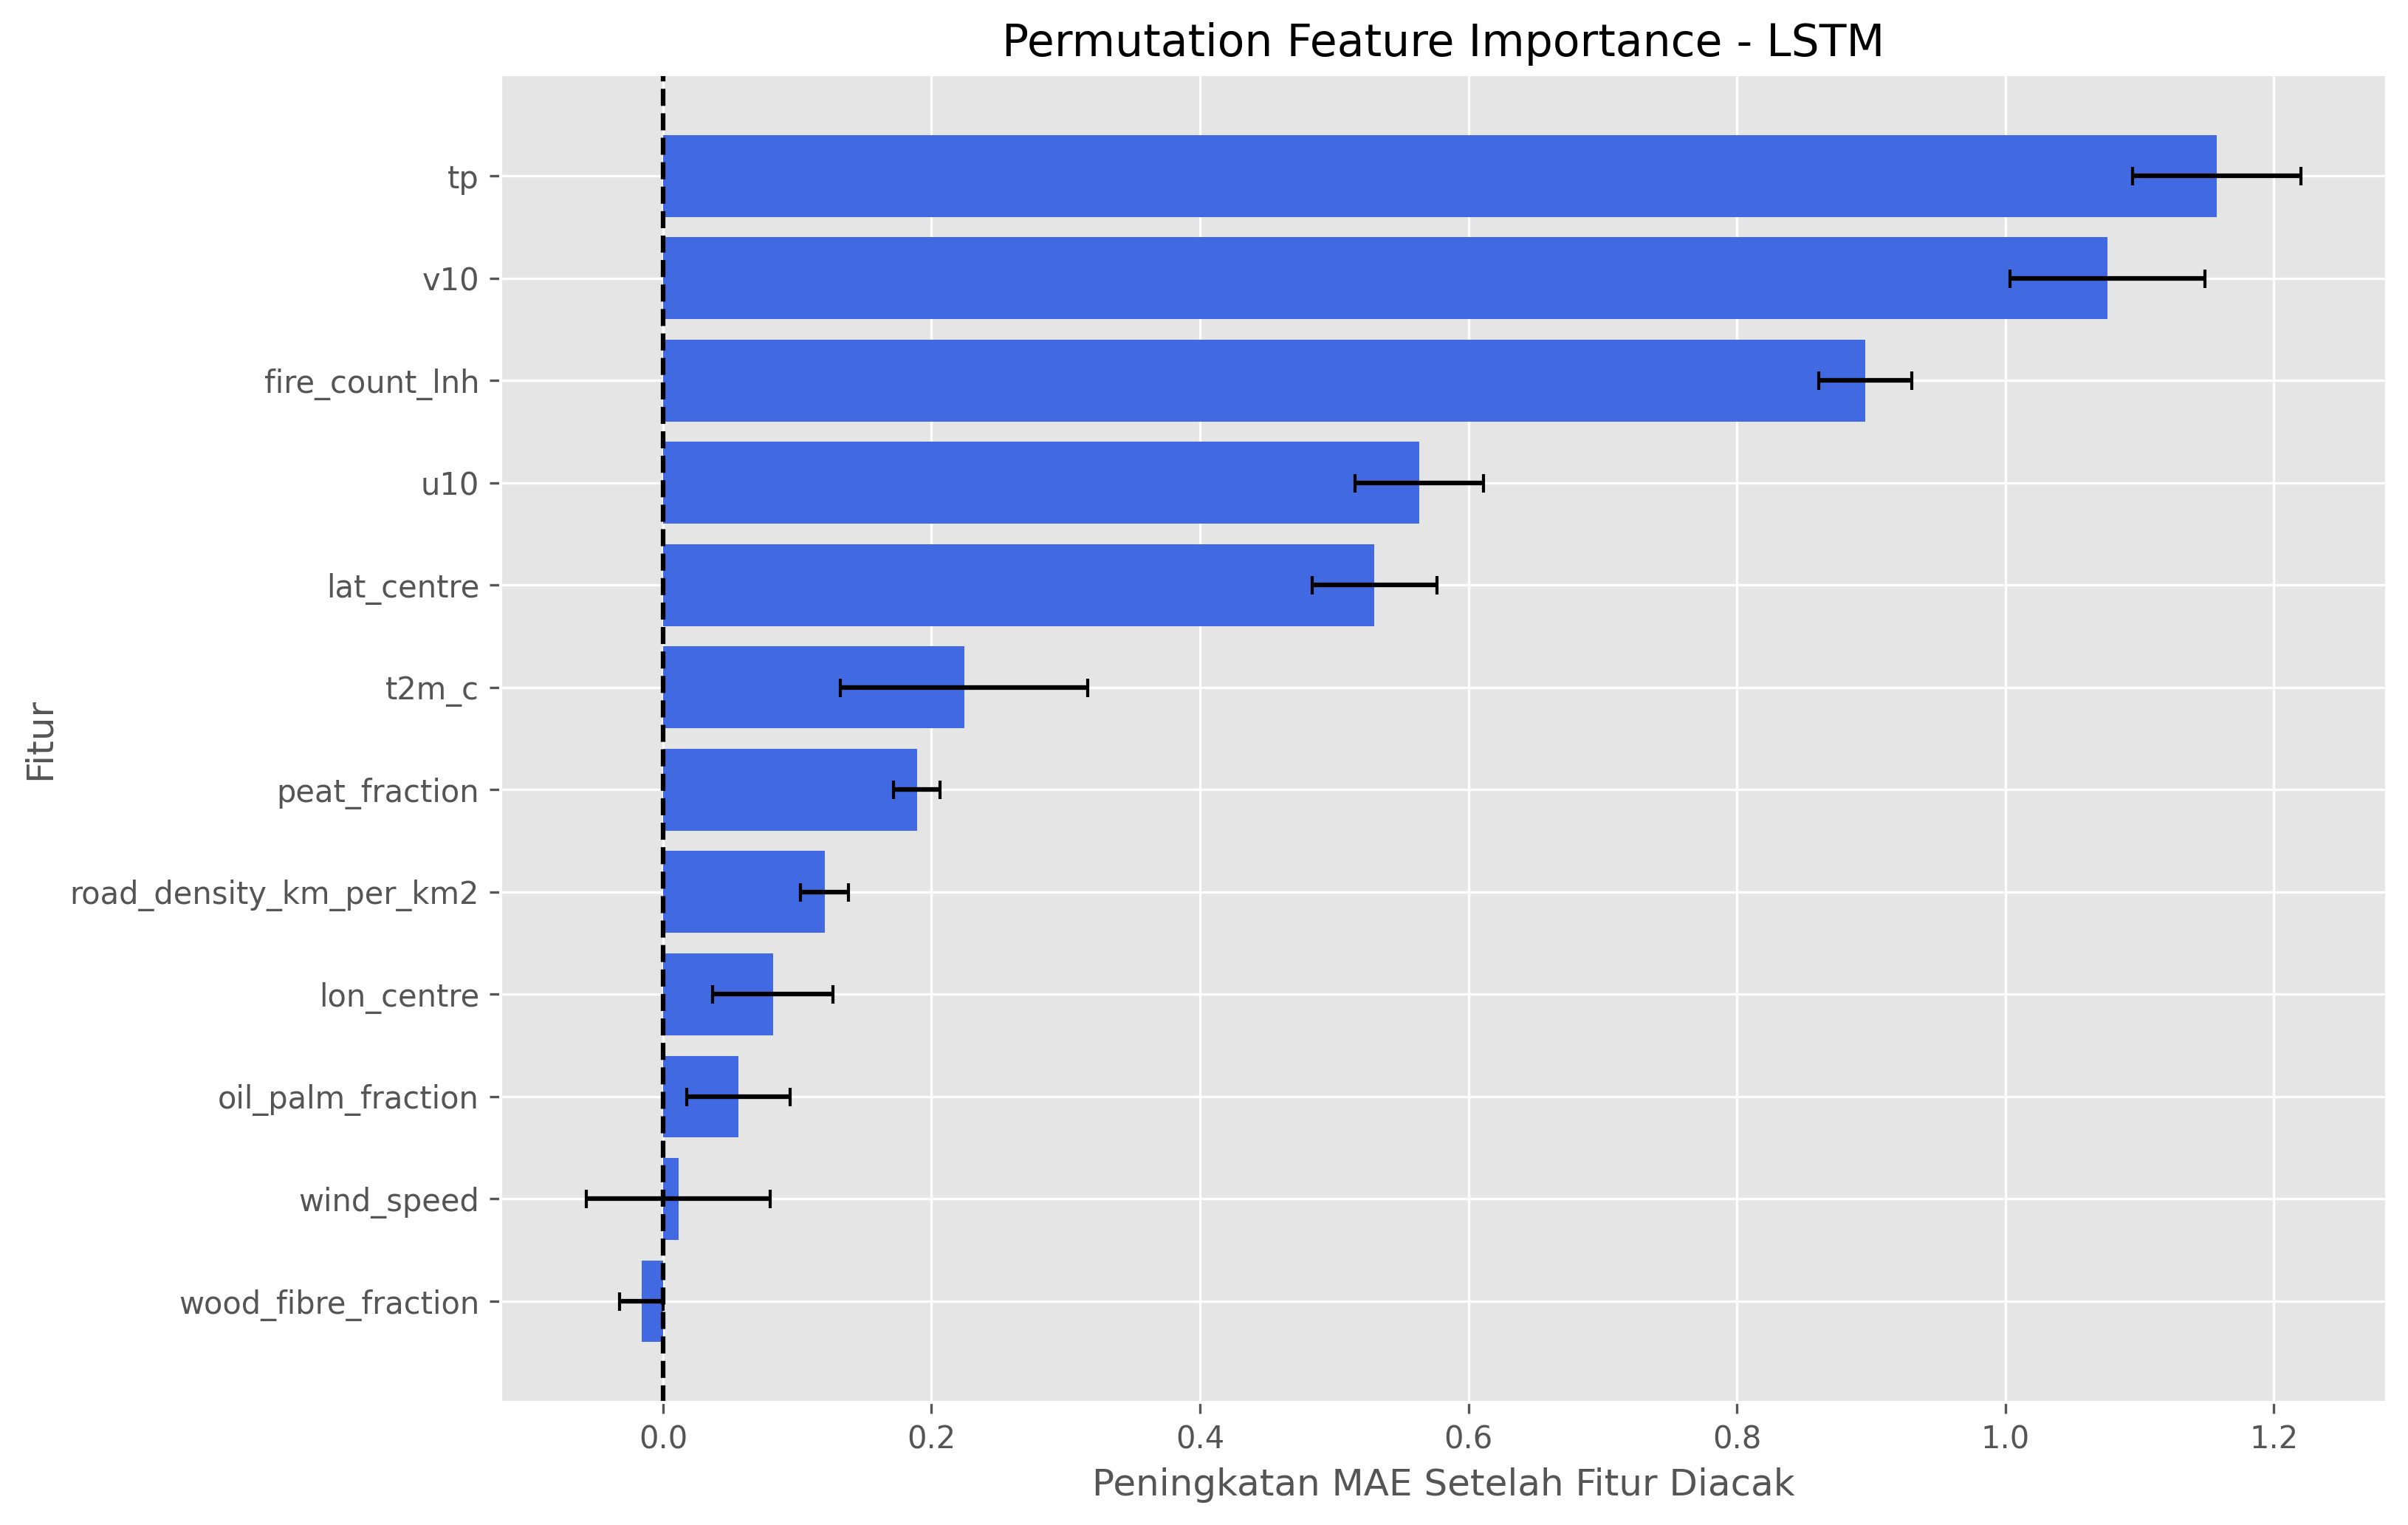 Permutation Feature Importance - LSTM
tp
v10
fire_count_lnh
u10
lat_centre
t2m_c
peat_fraction
road_density_km_per_km2
lon_centre
oil_palm_fraction
wind_speed
wood_fibre_fraction
Fitur
0.0 0.2 0.4 0.6 0.8 1.0 1.2
Peningkatan MAE Setelah Fitur Diacak